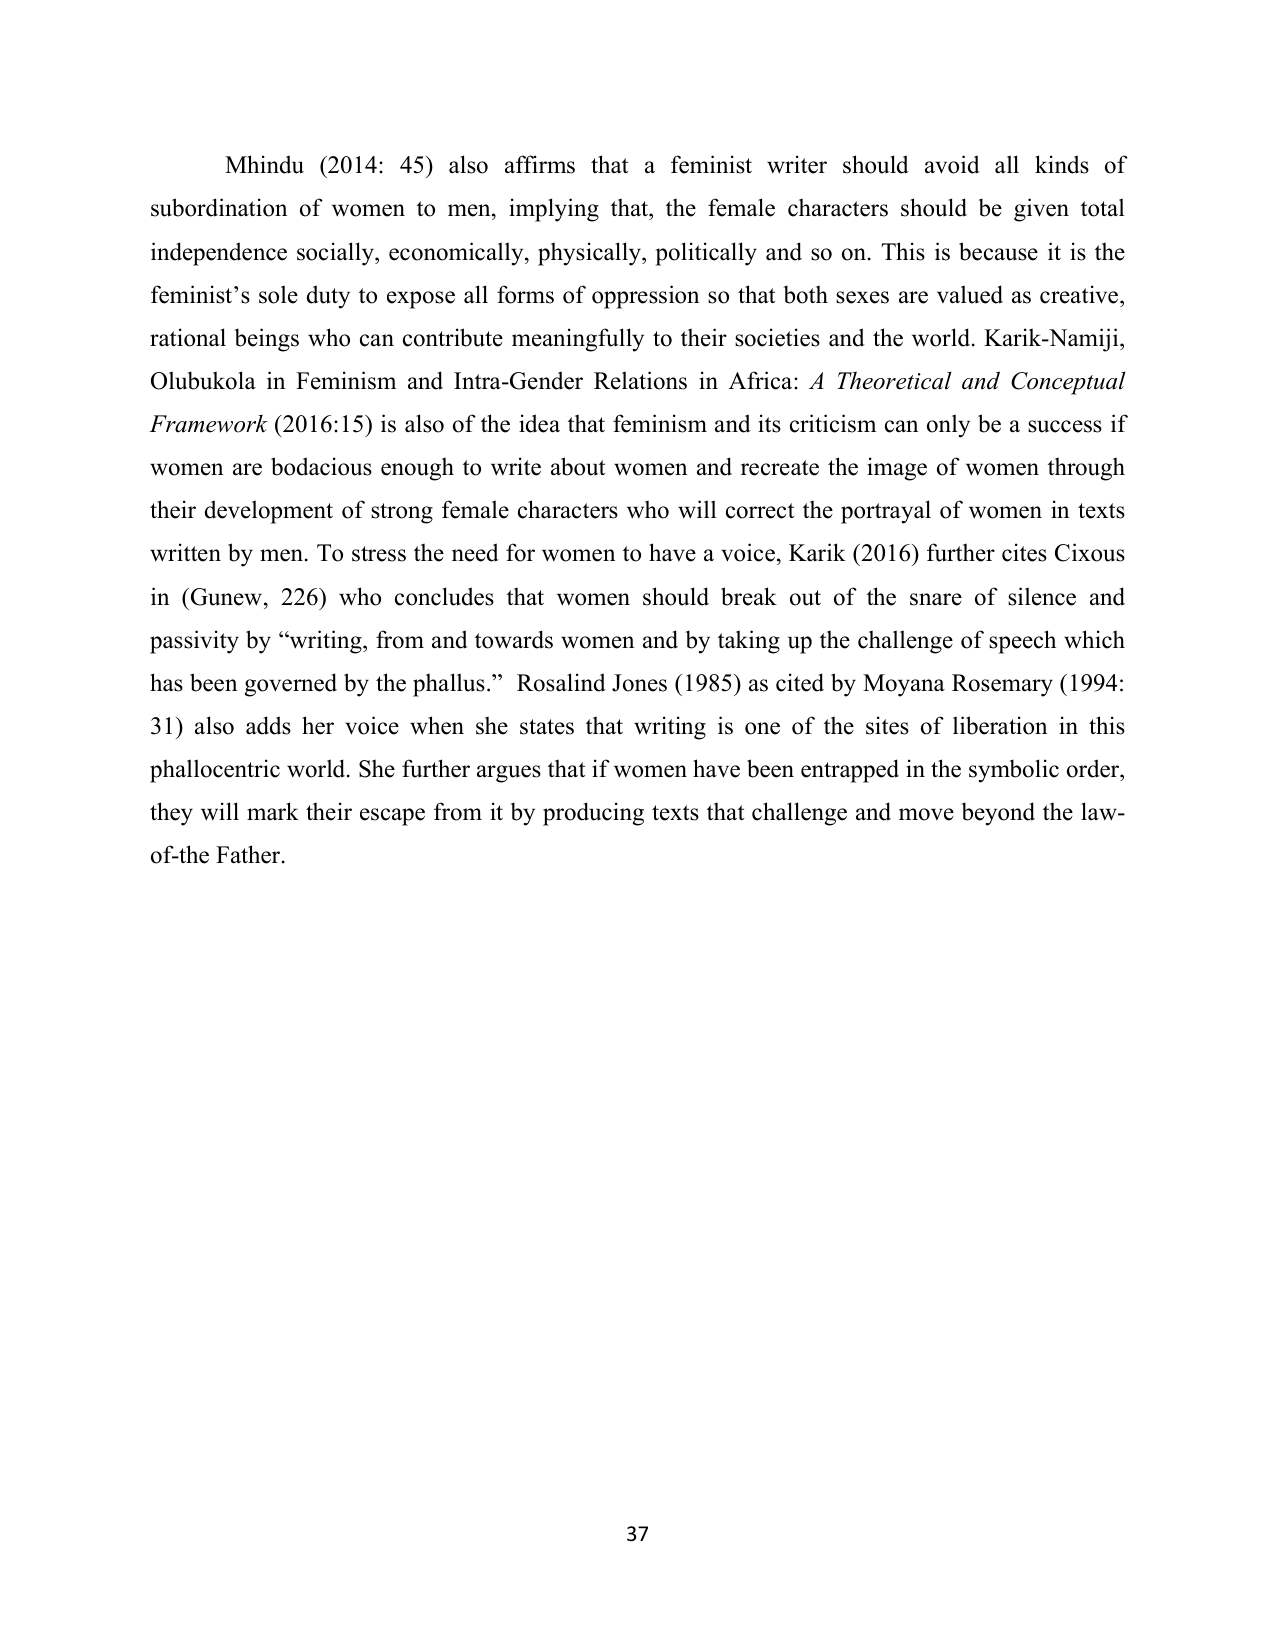 Mhindu (2014: 45) also affirms that a feminist writer should avoid all kinds of
subordination of women to men, implying that, the female characters should be given total
independence socially, economically, physically, politically and so on. This is because it is the
feminist’s sole duty to expose all forms of oppression so that both sexes are valued as creative,
rational beings who can contribute meaningfully to their societies and the world. Karik-Namiji,
Olubukola in Feminism and Intra-Gender Relations in Africa: A Theoretical and Conceptual
Framework (2016:15) is also of the idea that feminism and its criticism can only be a success if
women are bodacious enough to write about women and recreate the image of women through
their development of strong female characters who will correct the portrayal of women in texts
written by men. To stress the need for women to have a voice, Karik (2016) further cites Cixous
in (Gunew, 226) who concludes that women should break out of the snare of silence and
passivity by “writing, from and towards women and by taking up the challenge of speech which
has been governed by the phallus.”  Rosalind Jones (1985) as cited by Moyana Rosemary (1994:
31) also adds her voice when she states that writing is one of the sites of liberation in this
phallocentric world. She further argues that if women have been entrapped in the symbolic order,
they will mark their escape from it by producing texts that challenge and move beyond the law-
of-the Father.
37